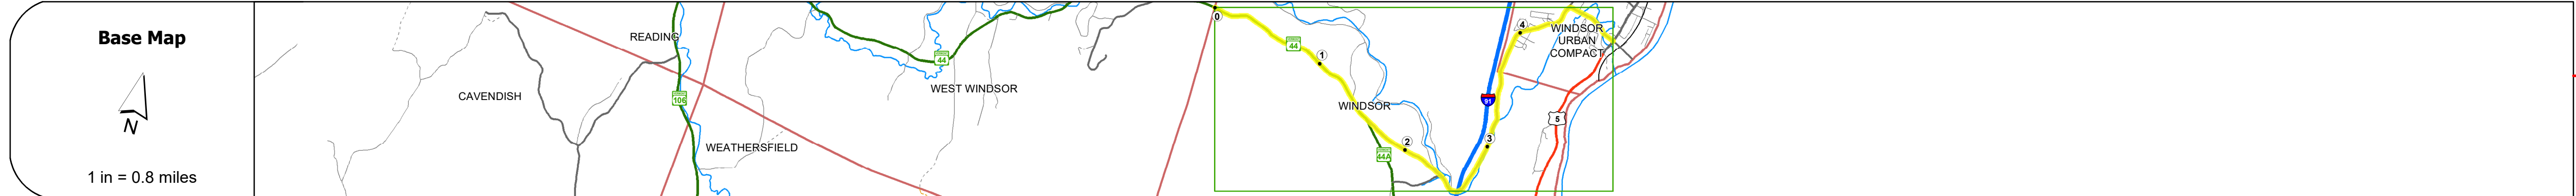 Base Map
N
1 in = 0.8 miles
CAVENDISH
READING
106
WEATHERSFIELD
44
WEST WINDSOR
0
44
1
WINDSOR
2
44A
91
3
4
WINDSOR
URBAN
COMPACT
5